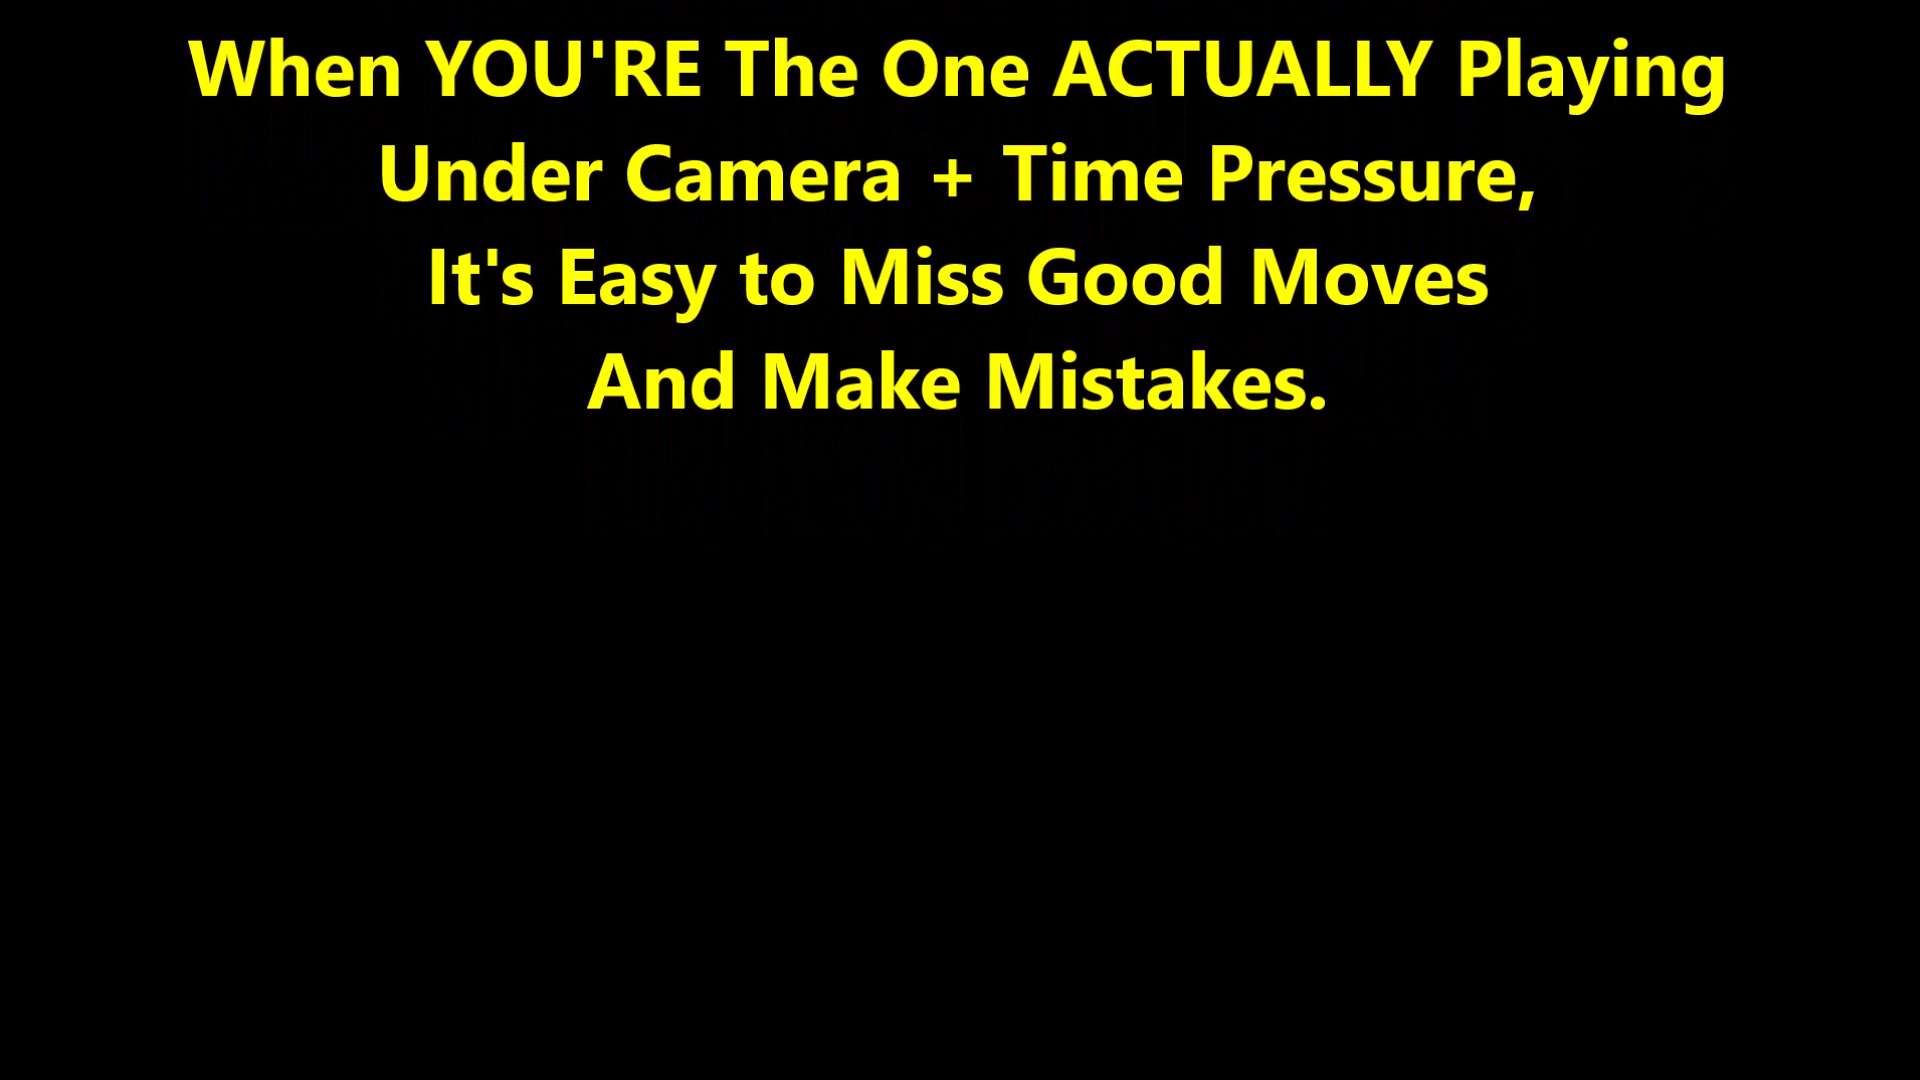 When YOU'RE The One ACTUALLY Playing
Under Camera + Time Pressure,
It's Easy to Miss Good Moves
And Make Mistakes.